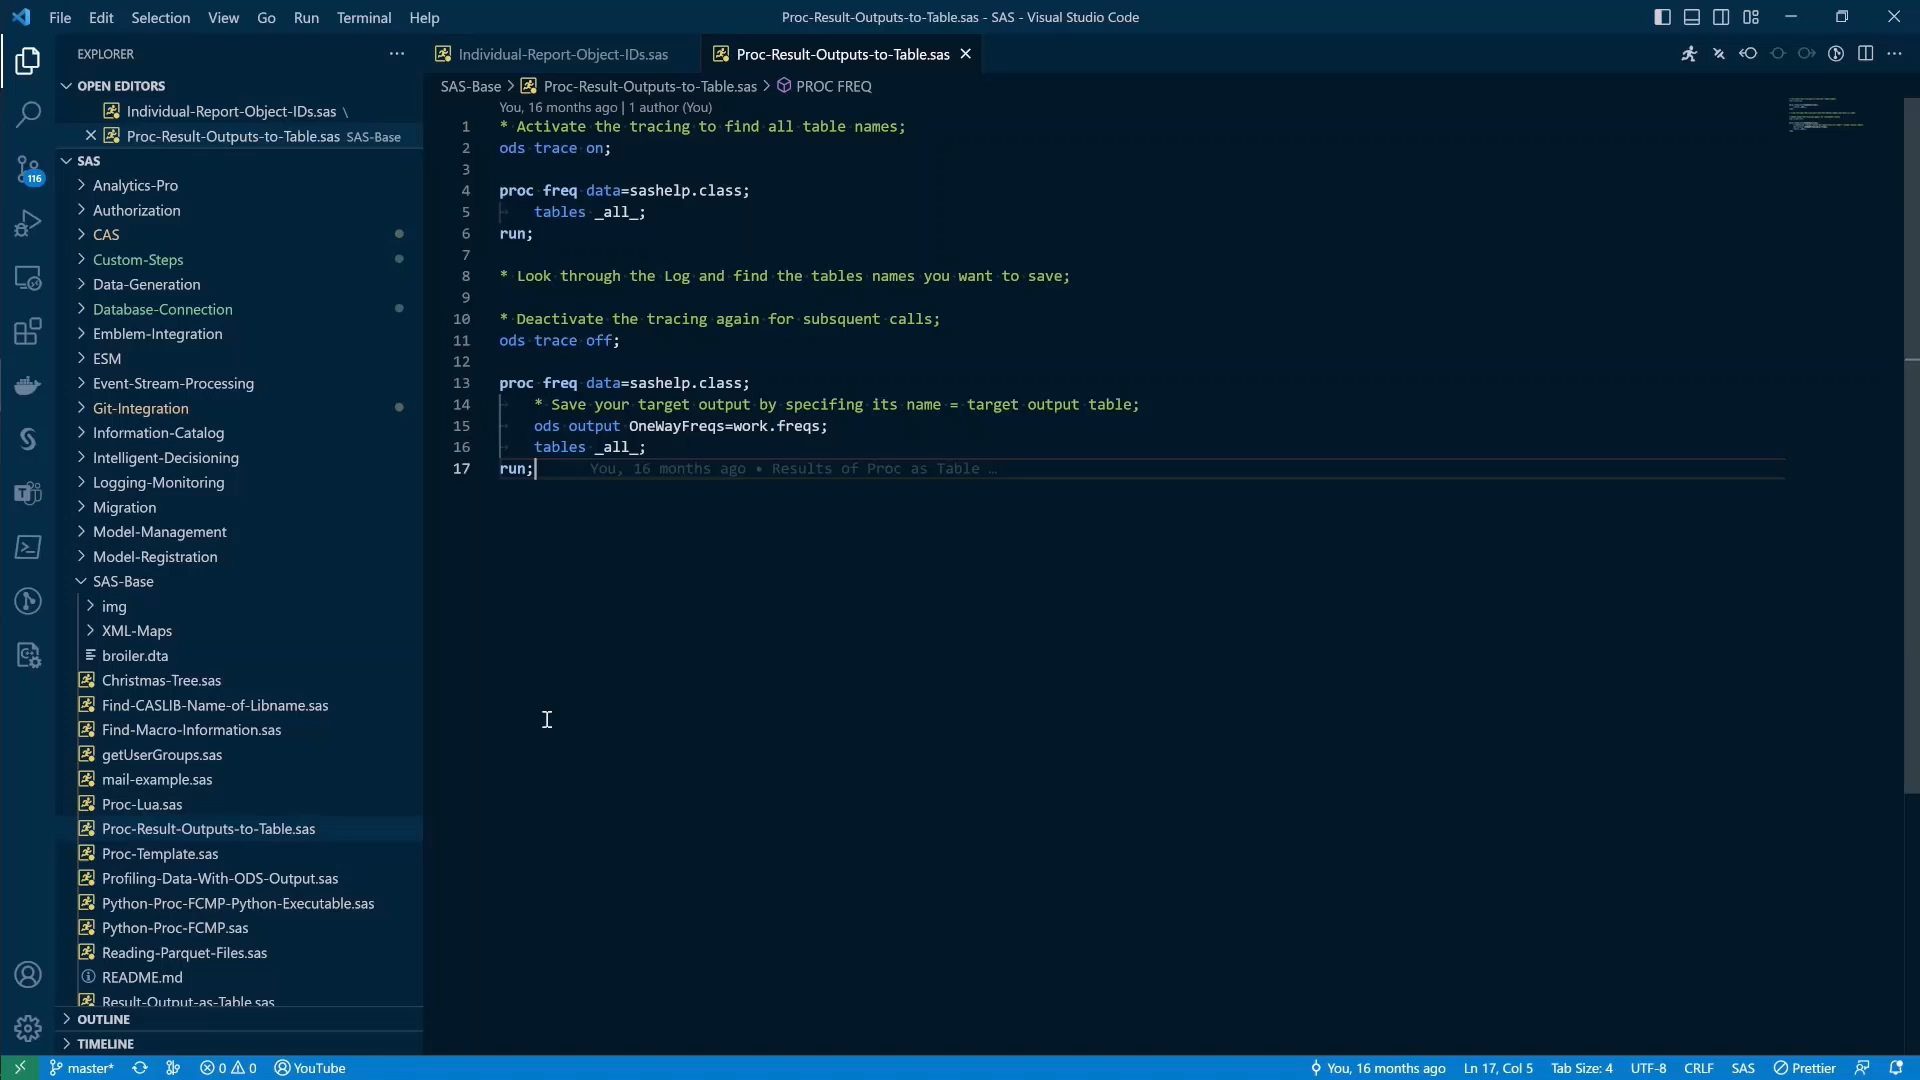 File Edit Selection View Go Run Terminal Help
Proc-Result-Outputs-to-Table.sas - SAS - Visual Studio Code
EXPLORER
Individual-Report-Object-IDs.sas
Proc-Result-Outputs-to-Table.sas
OPEN EDITORS
Individual-Report-Object-IDs.sas \
Proc-Result-Outputs-to-Table.sas SAS-Base
SAS
Analytics-Pro
Authorization
CAS
Custom-Steps
Data-Generation
Database-Connection
Emblem-Integration
ESM
Event-Stream-Processing
Git-Integration
Information-Catalog
Intelligent-Decisioning
Logging-Monitoring
Migration
Model-Management
Model-Registration
SAS-Base
img
XML-Maps
broiler.dta
Christmas-Tree.sas
Find-CASLIB-Name-of-Libname.sas
Find-Macro-Information.sas
getUserGroups.sas
mail-example.sas
Proc-Lua.sas
Proc-Result-Outputs-to-Table.sas
Proc-Template.sas
Profiling-Data-With-ODS-Output.sas
Python-Proc-FCMP-Python-Executable.sas
Python-Proc-FCMP.sas
Reading-Parquet-Files.sas
README.md
Result-Output-as-Table.sas
OUTLINE
TIMELINE
116
SAS-Base > Proc-Result-Outputs-to-Table.sas > PROC FREQ
You, 16 months ago | 1 author (You)
1 * Activate the tracing to find all table names;
2 ods trace on;
3
4 proc freq data=sashelp.class;
5 tables _all_;
6 run;
7
8 * Look through the Log and find the tables names you want to save;
9
10 * Deactivate the tracing again for subsquent calls;
11 ods trace off;
12
13 proc freq data=sashelp.class;
14 * Save your target output by specifing its name = target output table;
15 ods output OneWayFreqs=work.freqs;
16 tables _all_;
17 run; You, 16 months ago • Results of Proc as Table …
master* 0 0 YouTube
You, 16 months ago Ln 17, Col 5 Tab Size: 4 UTF-8 CRLF SAS Prettier